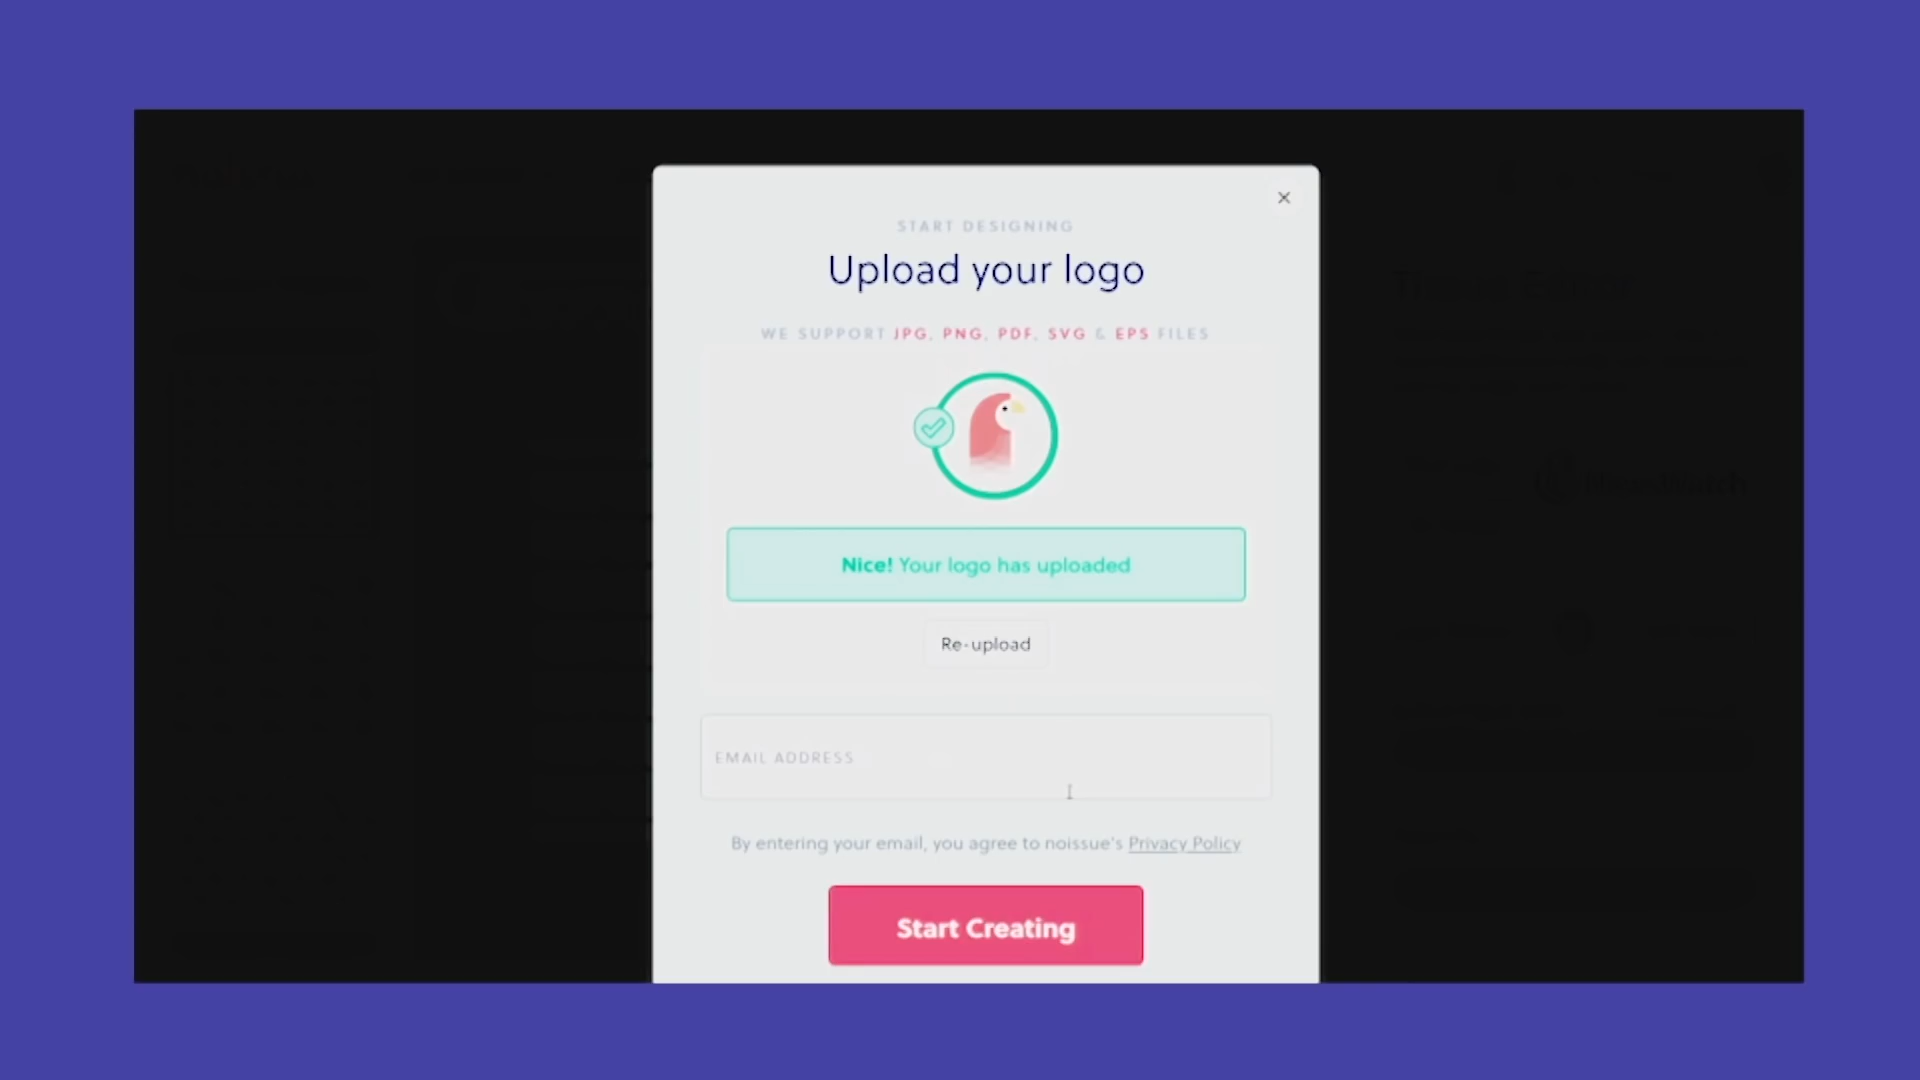 START DESIGNING
Upload your logo
WE SUPPORT JPG, PNG, PDF, SVG & EPS FILES
Nice! Your logo has uploaded
Re-upload
EMAIL ADDRESS
By entering your email, you agree to noissue's Privacy Policy
Start Creating